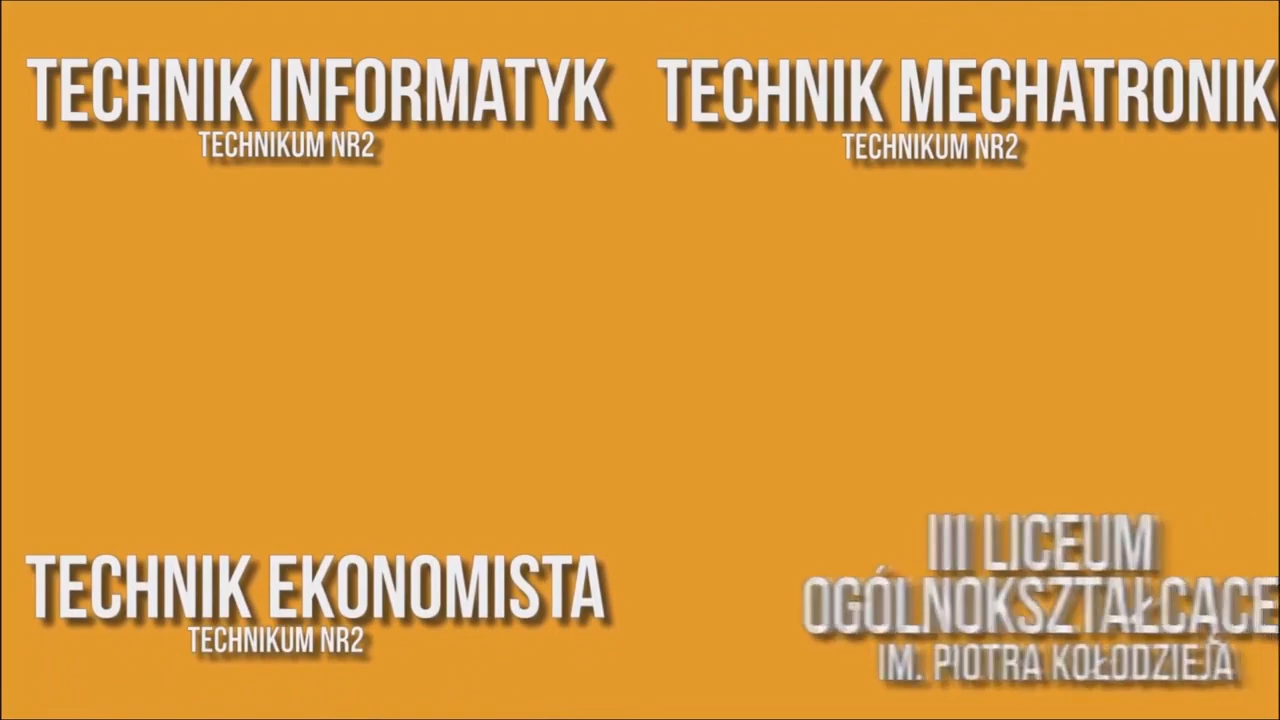 TECHNIK INFORMATYK
TECHNIKUM NR2
TECHNIK MECHATRONIK
TECHNIKUM NR2
TECHNIK EKONOMISTA
TECHNIKUM NR2
III LICEUM
OGÓLNOKSZTAŁCĄCE
IM. PIOTRA KOŁODZIEJA